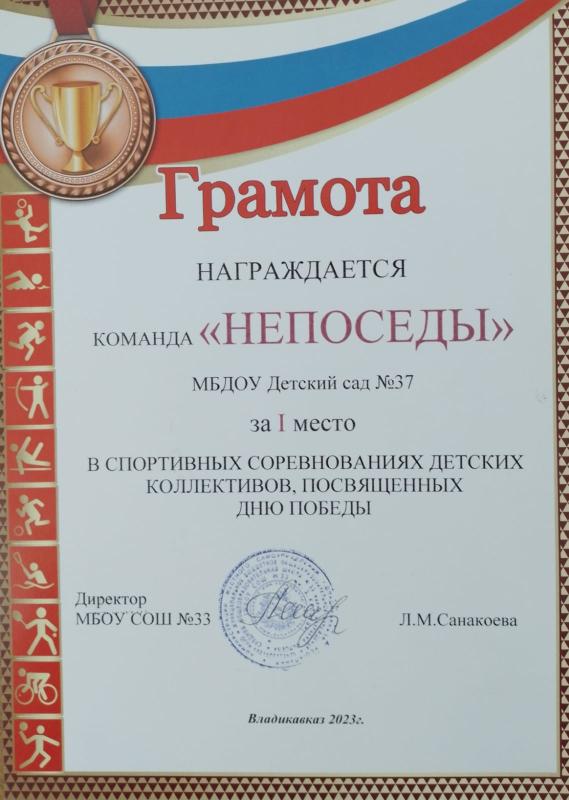 Грамота
НАГРАЖДАЕТСЯ
КОМАНДА «НЕПОСЕДЫ»
МБДОУ Детский сад №37
за I место
В СПОРТИВНЫХ СОРЕВНОВАНИЯХ ДЕТСКИХ
КОЛЛЕКТИВОВ, ПОСВЯЩЕННЫХ
ДНЮ ПОБЕДЫ
Директор
МБОУ СОШ №33 Л.М.Санакоева
Владикавказ 2023г.